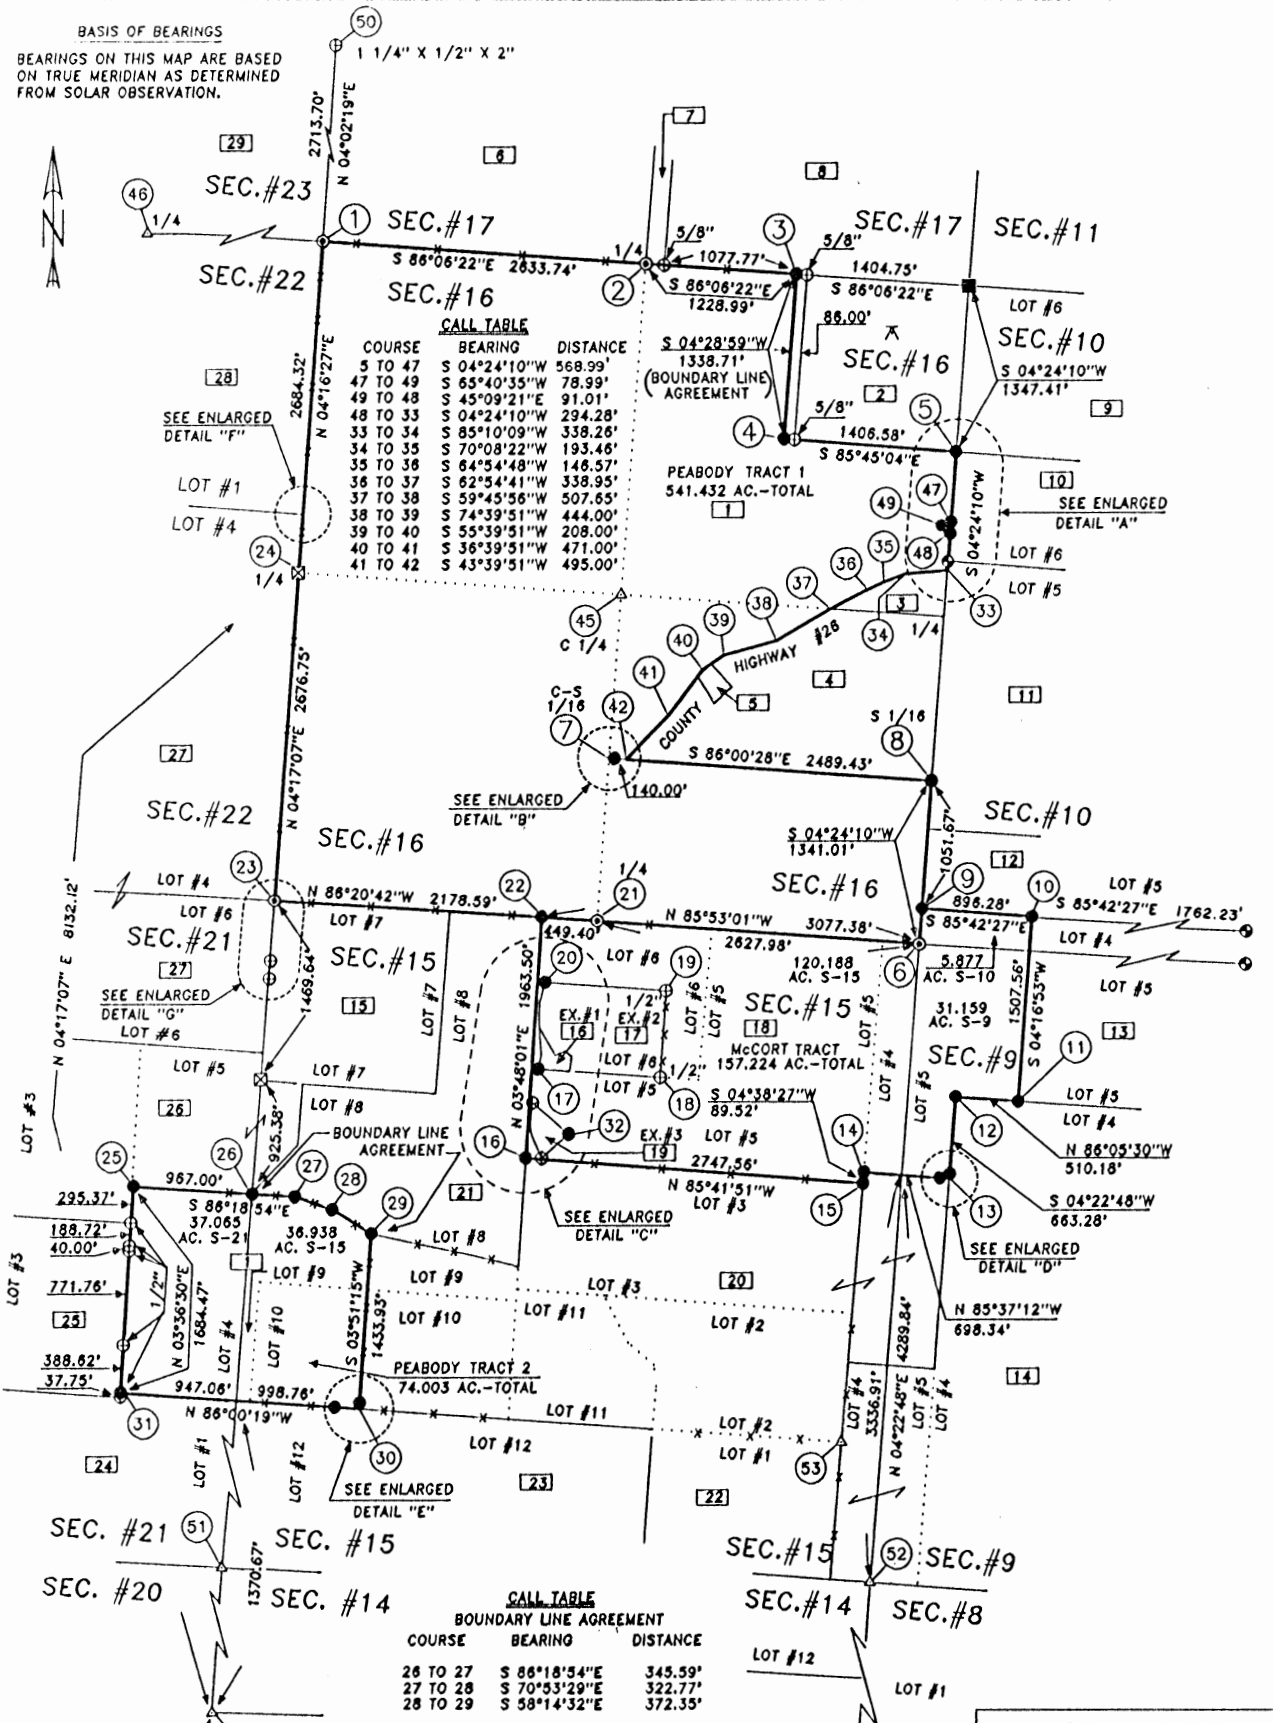 BASIS OF BEARINGS
BEARINGS ON THIS MAP ARE BASED
ON TRUE MERIDIAN AS DETERMINED
FROM SOLAR OBSERVATION.
50
1 1/4" X 1/2" X 2"
2713.70'
N 04°02'19"E
N
29
6
7
8
46
1/4
SEC.#23
1
SEC.#17
3
5/8"
5/8"
SEC.#17
SEC.#11
SEC.#22
S 86°06'22"E 2633.74'
1/4
1077.77'
1404.75'
2
S 86°06'22"E
1228.99'
S 86°06'22"E
SEC.#16
LOT #6
SEC.#10
86.00'
S 04°28'59"W
1338.71'
(BOUNDARY LINE
AGREEMENT)
SEC.#16
S 04°24'10"W
1347.41'
2
9
5/8"
5
4
1406.58'
S 85°45'04"E
CALL TABLE
COURSE BEARING DISTANCE
5 TO 47 S 04°24'10"W 568.99'
47 TO 49 S 65°40'35"W 78.99'
49 TO 48 S 45°09'21"E 91.01'
48 TO 33 S 04°24'10"W 294.28'
33 TO 34 S 85°10'09"W 338.26'
34 TO 35 S 70°08'22"W 193.46'
35 TO 36 S 64°54'48"W 146.57'
36 TO 37 S 62°54'41"W 338.95'
37 TO 38 S 59°45'56"W 507.65'
38 TO 39 S 74°39'51"W 444.00'
39 TO 40 S 55°39'51"W 208.00'
40 TO 41 S 36°39'51"W 471.00'
41 TO 42 S 43°39'51"W 495.00'
2684.32'
N 04°16'27"E
28
SEE ENLARGED
DETAIL "F"
LOT #1
LOT #4
24
1/4
PEABODY TRACT 1
541.432 AC.-TOTAL
1
10
47
49
48
S 04°24'10"W
SEE ENLARGED
DETAIL "A"
LOT #6
LOT #5
35
36
37
34
3
33
1/4
38
39
40
41
42
COUNTY HIGHWAY #26
45
C 1/4
4
5
11
C-S
1/16
7
S 1/16
8
S 86°00'28"E 2489.43'
140.00'
SEE ENLARGED
DETAIL "B"
2676.75'
N 04°17'07"E
27
SEC.#22
SEC.#16
N 04°17'07" E 8132.12'
S 04°24'10"W
1341.01'
1051.67'
SEC.#10
12
23
LOT #4
LOT #6
N 86°20'42"W 2178.59'
LOT #7
22
1/4
21
SEC.#16
9
10
LOT #5
896.28'
S 85°42'27"E
S 85°42'27"E 1762.23'
LOT #4
LOT #5
449.40'
N 85°53'01"W 3077.38'
2627.98'
6
SEC.#21
27
SEC.#15
LOT #6
20
19
120.188
AC. S-15
5.877
AC. S-10
SEE ENLARGED
DETAIL "G"
1469.64'
15
LOT #7
LOT #8
1963.50'
N 03°48'01"E
1/2"
EX.#1
16
EX.#2
17
LOT #6
LOT #5
SEC.#15
18
McCORT TRACT
157.224 AC.-TOTAL
LOT #5
LOT #4
31.159
AC. S-9
SEC.#9
LOT #5
1507.56'
S 04°16'53"W
13
11
LOT #6
LOT #5
LOT #7
26
LOT #8
LOT #3
17
LOT #6
LOT #5
1/2"
18
S 04°38'27"W
89.52'
12
LOT #5
LOT #4
925.38'
BOUNDARY LINE
AGREEMENT
32
16
EX.#3
19
LOT #5
14
15
N 86°05'30"W
510.18'
25
967.00'
S 86°18'54"E
26
27
28
29
21
2747.56'
N 85°41'51"W
LOT #3
13
S 04°22'48"W
663.28'
295.37'
188.72'
40.00'
771.76'
388.62'
37.75'
37.065
AC. S-21
36.938
AC. S-15
SEE ENLARGED
DETAIL "C"
SEE ENLARGED
DETAIL "D"
LOT #3
1
LOT #8
LOT #9
LOT #9
LOT #3
20
1/2"
N 03°36'30"E
1684.47'
25
LOT #4
LOT #10
S 03°51'15"W
1433.93'
LOT #10
LOT #11
LOT #2
N 85°37'12"W
698.34'
4289.84'
N 04°22'48"E
3336.91'
PEABODY TRACT 2
74.003 AC.-TOTAL
14
LOT #4
LOT #5
LOT #4
31
947.06'
998.76'
N 86°00'19"W
LOT #11
LOT #12
LOT #2
LOT #1
30
53
24
LOT #1
LOT #12
SEE ENLARGED
DETAIL "E"
23
22
SEC. #21
51
SEC. #15
SEC.#15
52
SEC.#9
SEC. #20
1370.67'
SEC. #14
SEC.#14
SEC.#8
CALL TABLE
BOUNDARY LINE AGREEMENT
COURSE BEARING DISTANCE
26 TO 27 S 86°18'54"E 345.59'
27 TO 28 S 70°53'29"E 322.77'
28 TO 29 S 58°14'32"E 372.35'
LOT #12
LOT #1